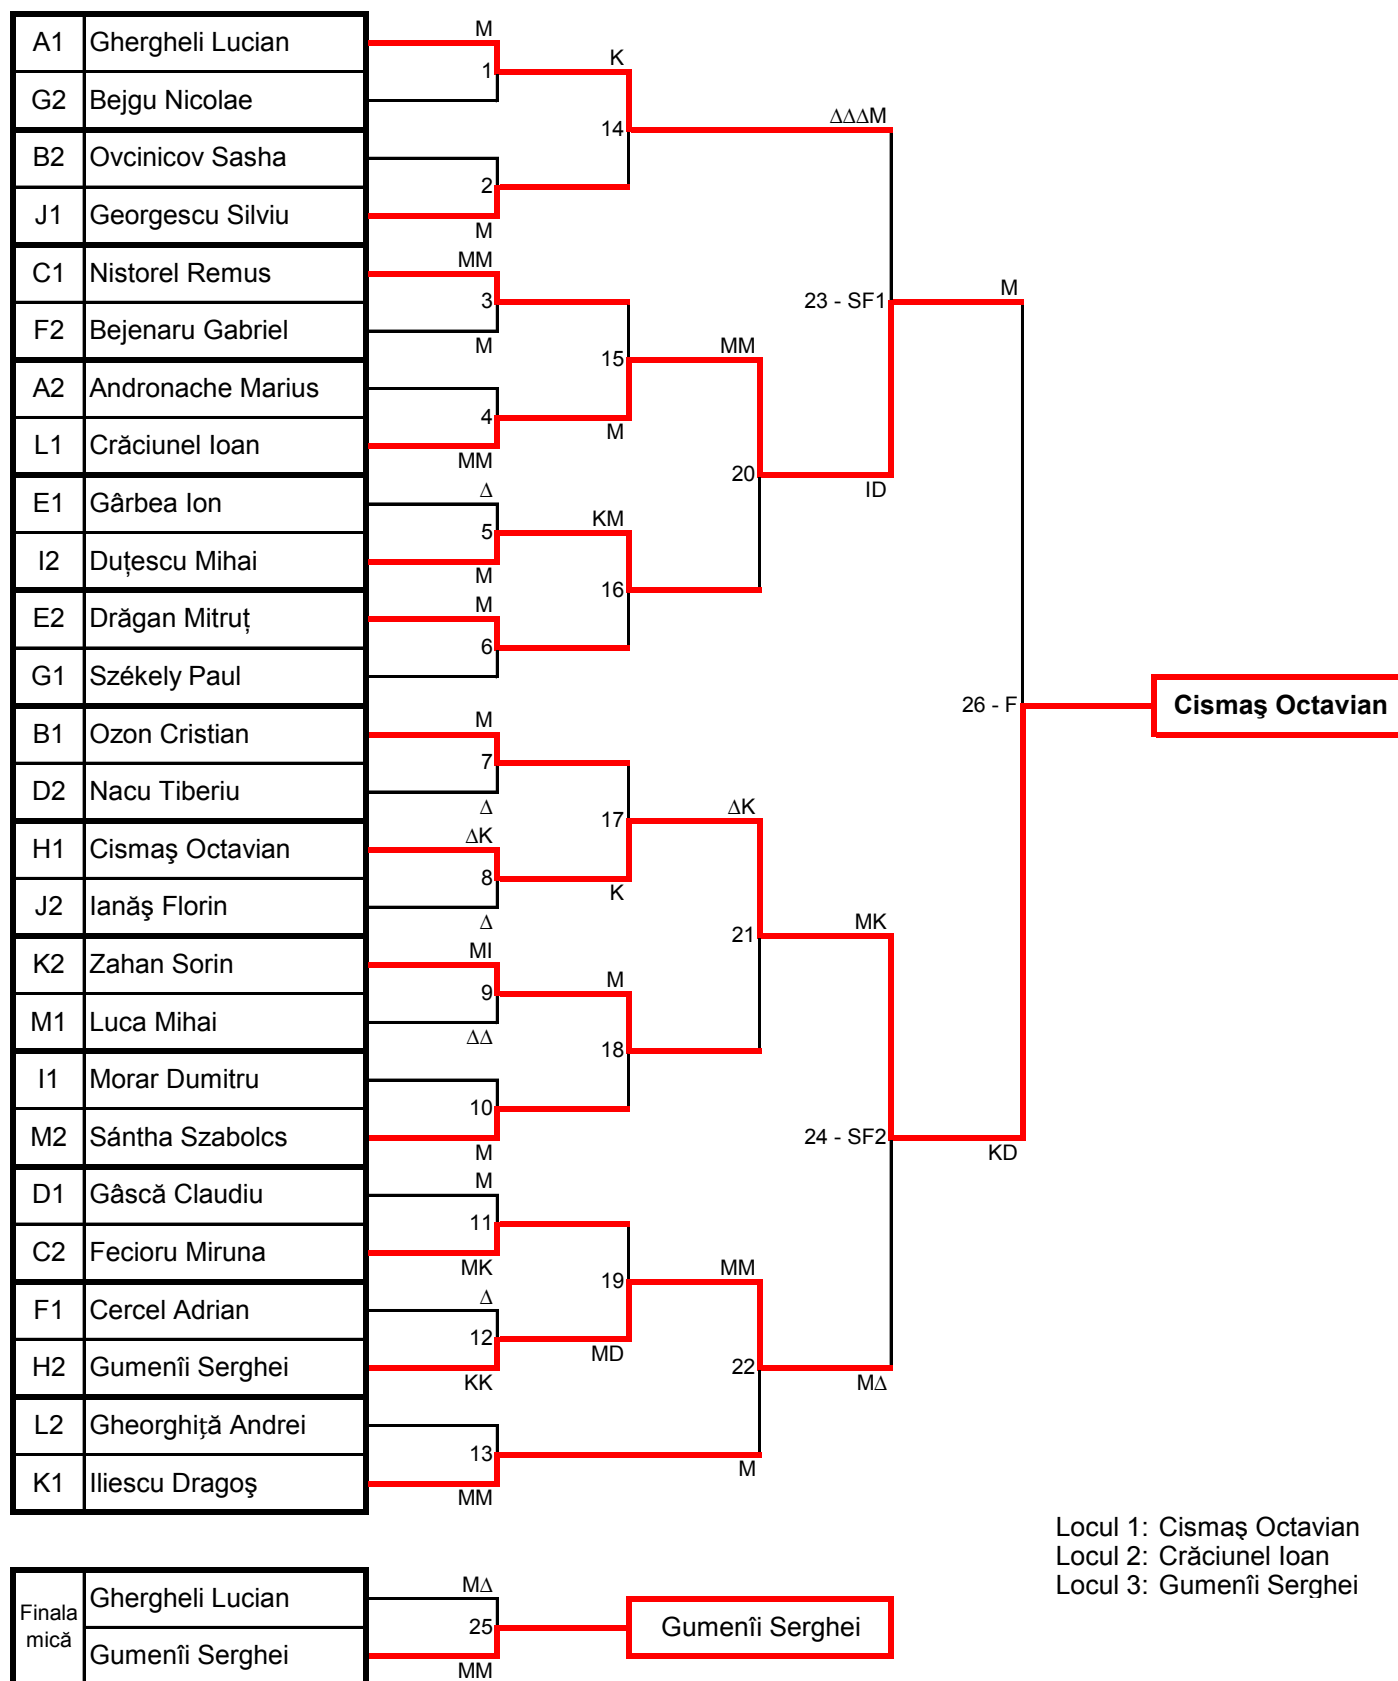 M
A1 Ghergheli Lucian
K
1
G2 Bejgu Nicolae
ΔΔΔM
14
B2 Ovcinicov Sasha
2
J1 Georgescu Silviu
M
MM
C1 Nistorel Remus
M
3
23 - SF1
F2 Bejenaru Gabriel
M
MM
15
A2 Andronache Marius
4
M
L1 Crăciunel Ioan
MM
20
Δ
ID
E1 Gârbea Ion
KM
5
I2 Duțescu Mihai
M
16
M
E2 Drăgan Mitruț
6
G1 Székely Paul
26 - F
Cismaş Octavian
M
B1 Ozon Cristian
7
D2 Nacu Tiberiu
Δ
ΔK
17
ΔK
H1 Cismaş Octavian
8
K
J2 Ianăş Florin
Δ
MK
21
MI
K2 Zahan Sorin
M
9
M1 Luca Mihai
ΔΔ
18
I1 Morar Dumitru
10
M2 Sántha Szabolcs
24 - SF2
M
KD
M
D1 Gâscă Claudiu
11
C2 Fecioru Miruna
MK
MM
19
Δ
F1 Cercel Adrian
12
MD
H2 Gumenîi Serghei
22
KK
MΔ
L2 Gheorghiță Andrei
13
M
K1 Iliescu Dragoş
MM
Locul 1: Cismaş Octavian
Locul 2: Crăciunel Ioan
Locul 3: Gumenîi Serghei
MΔ
Finala mică
Ghergheli Lucian
25
Gumenîi Serghei
Gumenîi Serghei
MM